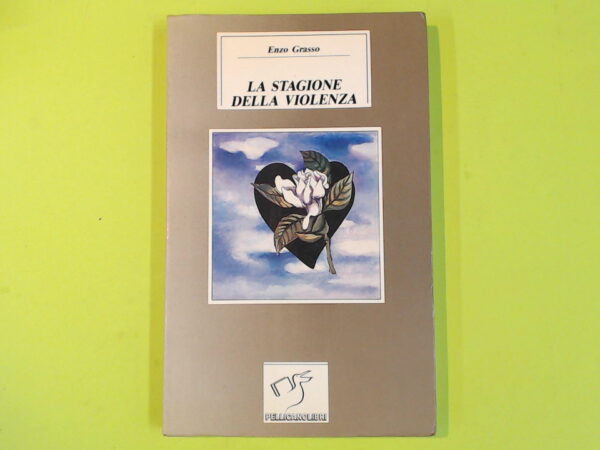 Enzo Grasso
LA STAGIONE
DELLA VIOLENZA
PELLICANOLIBRI